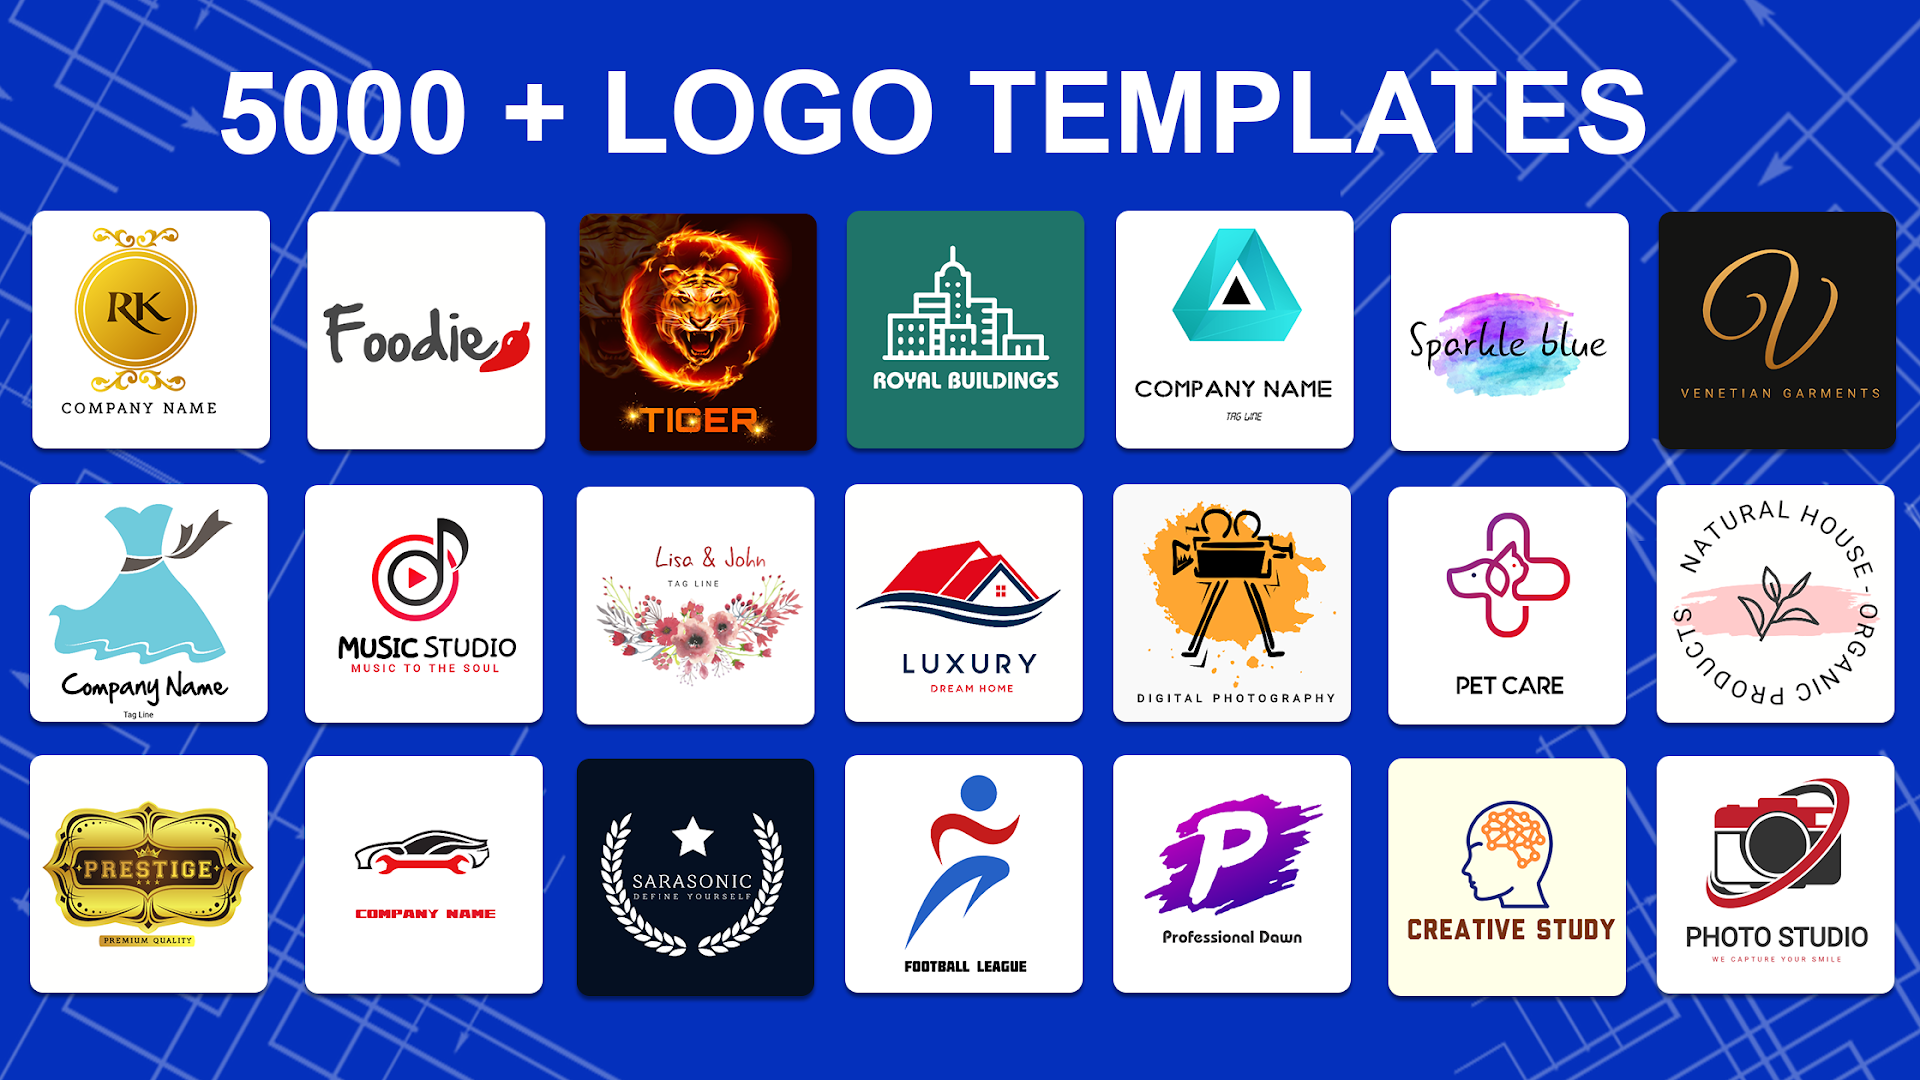 5000 + LOGO TEMPLATES
RK
COMPANY NAME
Foodie
TIGER
ROYAL BUILDINGS
COMPANY NAME
TAG LINE
Sparkle blue
V
VENETIAN GARMENTS
Company Name
Tag Line
MUSIC STUDIO
MUSIC TO THE SOUL
Lisa & John
TAG LINE
LUXURY
DREAM HOME
DIGITAL PHOTOGRAPHY
PET CARE
NATURAL HOUSE - ORGANIC PRODUCTS
PRESTIGE
PREMIUM QUALITY
COMPANY NAME
SARASONIC
DEFINE YOURSELF
FOOTBALL LEAGUE
P
Professional Dawn
CREATIVE STUDY
PHOTO STUDIO
WE CAPTURE YOUR SMILE